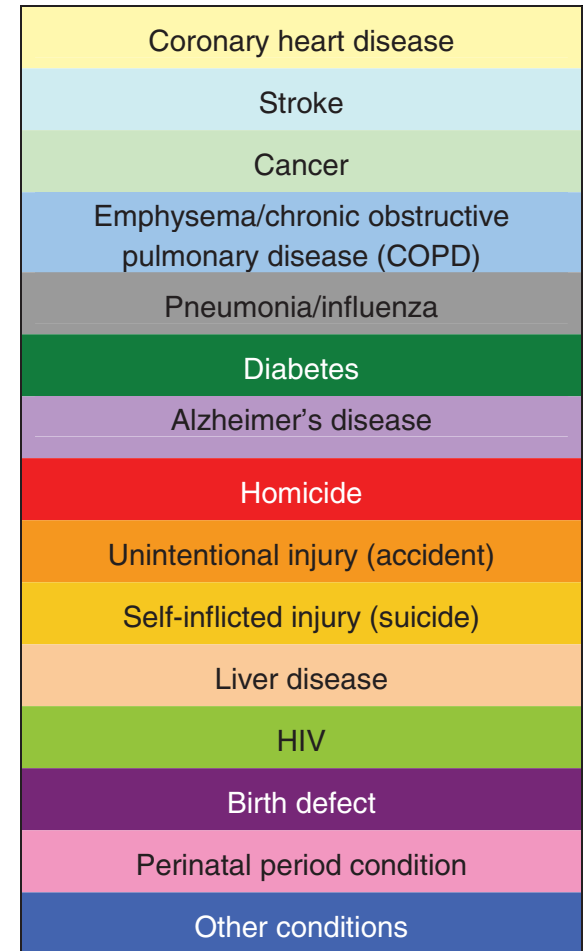 Coronary heart disease
Stroke
Cancer
Emphysema/chronic obstructive
pulmonary disease (COPD)
Pneumonia/influenza
Diabetes
Alzheimer’s disease
Homicide
Unintentional injury (accident)
Self-inflicted injury (suicide)
Liver disease
HIV
Birth defect
Perinatal period condition
Other conditions